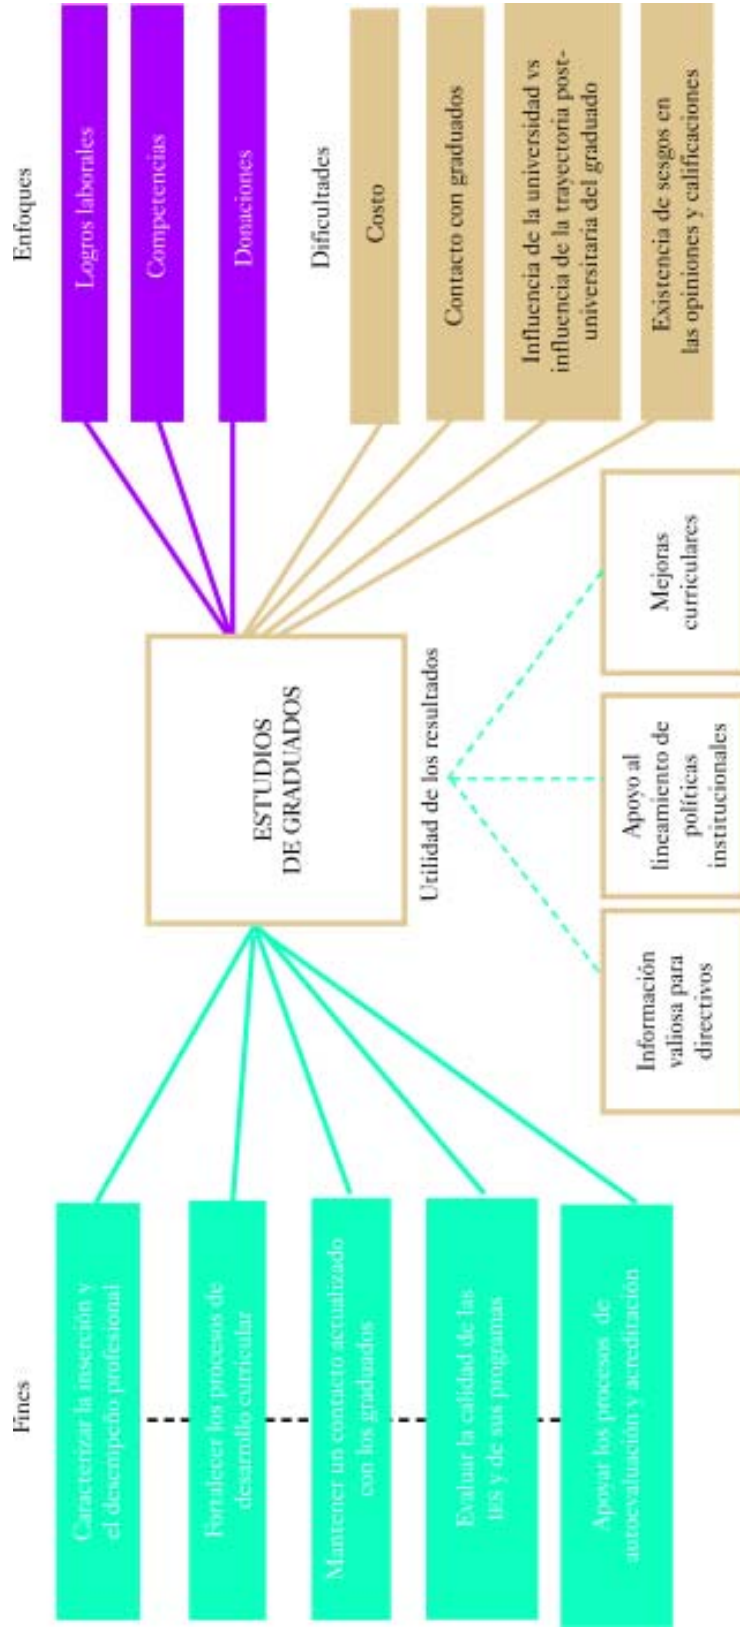 Fines
Caracterizar la inserción y
el desempeño profesional
Fortalecer los procesos de
desarrollo curricular
Mantener un contacto actualizado
con los graduados
Evaluar la calidad de las
IES y de sus programas
Apoyar los procesos de
autoevaluación y acreditación
ESTUDIOS
DE GRADUADOS
Utilidad de los resultados
Información
valiosa para
directivos
Apoyo al
lineamiento de
políticas
institucionales
Mejoras
curriculares
Enfoques
Logros laborales
Competencias
Donaciones
Dificultades
Costo
Contacto con graduados
Influencia de la universidad vs
influencia de la trayectoria post-
universitaria del graduado
Existencia de sesgos en
las opiniones y calificaciones